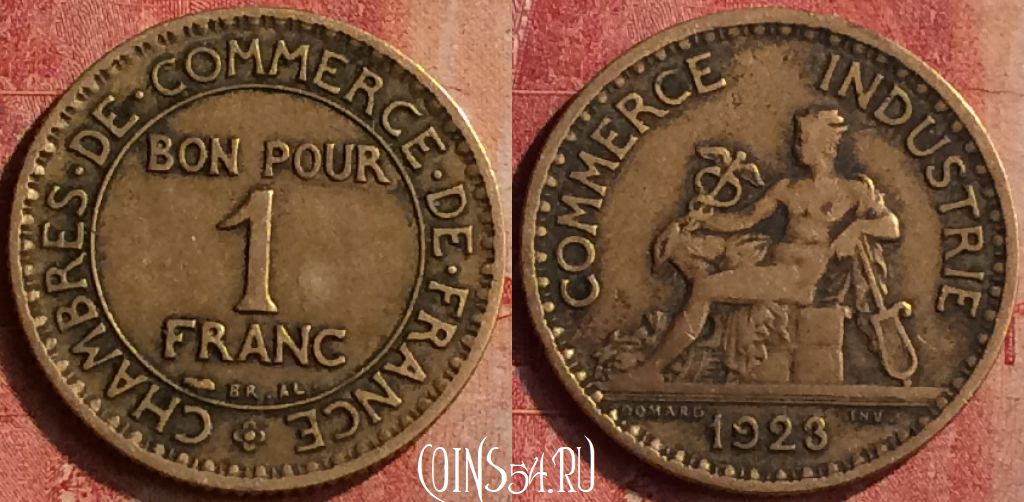 CHAMBRES · DE · COMMERCE · DE · FRANCE
BON POUR
1
FRANC
BR. AL.
COMMERCE INDUSTRIE
DOMARD INV.
1923
COINS54.RU